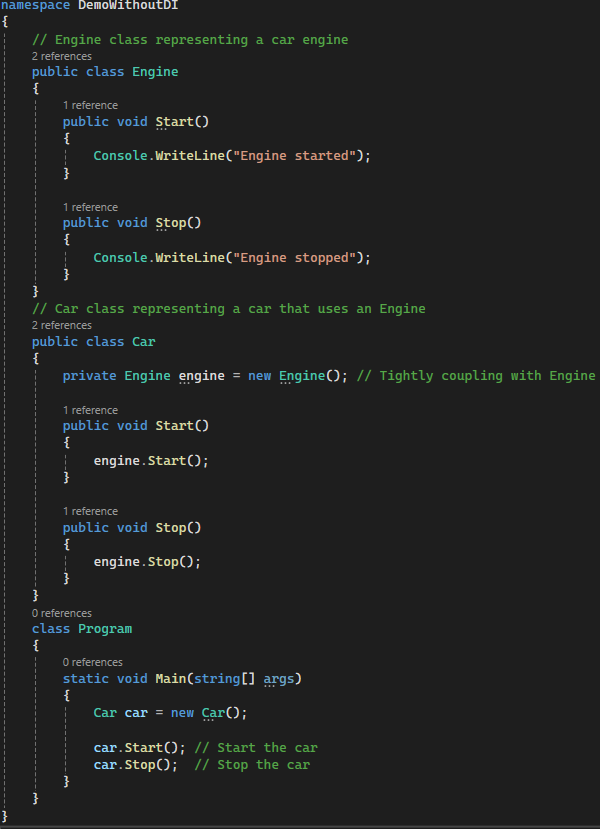 namespace DemoWithoutDI
{
// Engine class representing a car engine
2 references
public class Engine
{
1 reference
public void Start()
{
Console.WriteLine("Engine started");
}
1 reference
public void Stop()
{
Console.WriteLine("Engine stopped");
}
}
// Car class representing a car that uses an Engine
2 references
public class Car
{
private Engine engine = new Engine(); // Tightly coupling with Engine
1 reference
public void Start()
{
engine.Start();
}
1 reference
public void Stop()
{
engine.Stop();
}
}
0 references
class Program
{
0 references
static void Main(string[] args)
{
Car car = new Car();
car.Start(); // Start the car
car.Stop();  // Stop the car
}
}
}